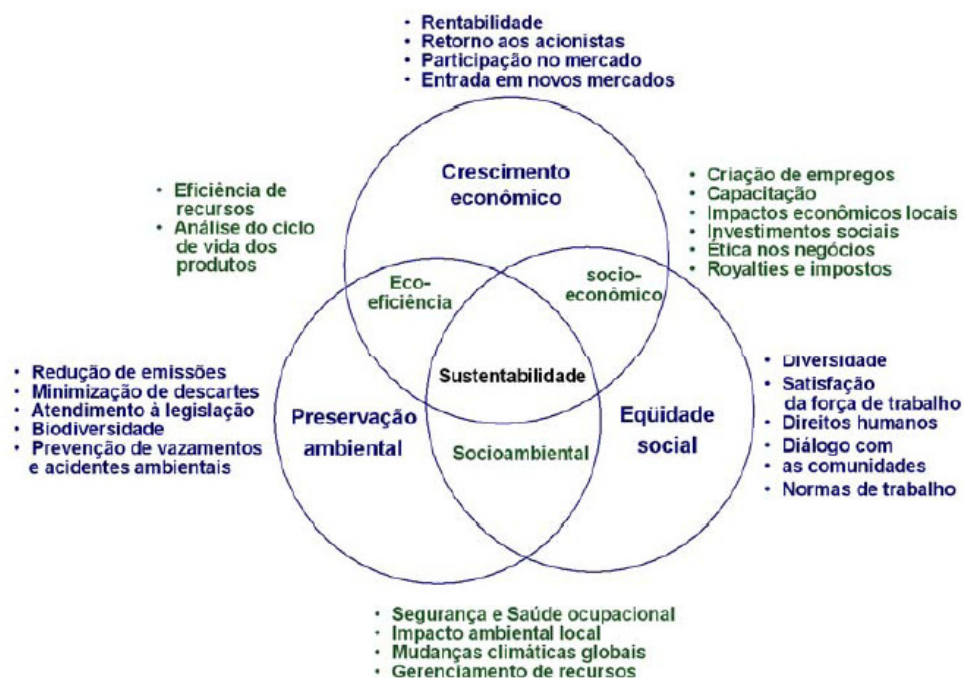 • Rentabilidade
• Retorno aos acionistas
• Participação no mercado
• Entrada em novos mercados
Crescimento
econômico
• Eficiência de
recursos
• Análise do ciclo
de vida dos
produtos
• Criação de empregos
• Capacitação
• Impactos econômicos locais
• Investimentos sociais
• Ética nos negócios
• Royalties e impostos
Eco-
eficiência
socio-
econômico
Sustentabilidade
• Redução de emissões
• Minimização de descartes
• Atendimento à legislação
• Biodiversidade
• Prevenção de vazamentos
e acidentes ambientais
Preservação
ambiental
Socioambiental
Eqüidade
social
• Diversidade
• Satisfação
da força de trabalho
• Direitos humanos
• Diálogo com
• as comunidades
• Normas de trabalho
• Segurança e Saúde ocupacional
• Impacto ambiental local
• Mudanças climáticas globais
• Gerenciamento de recursos